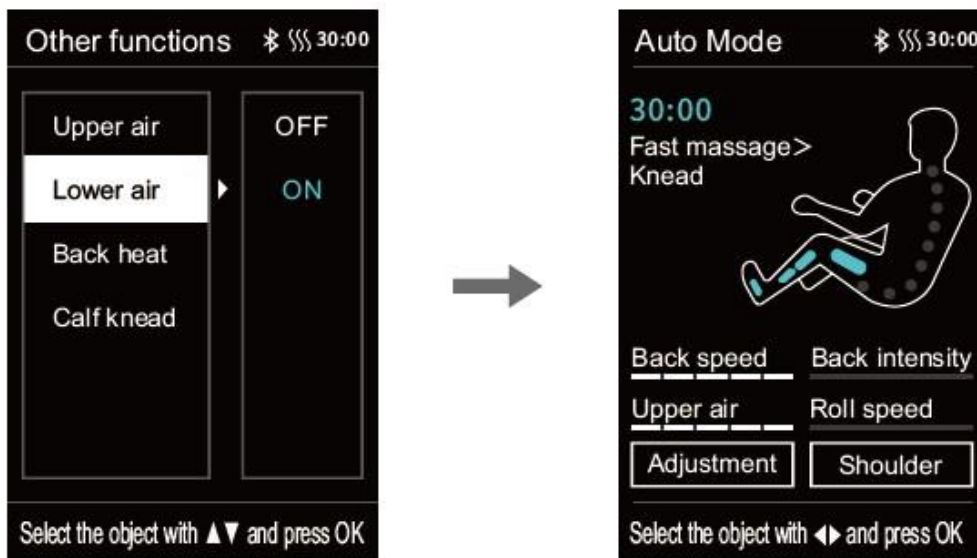 Other functions 30:00
Upper air OFF
Lower air ON
Back heat
Calf knead
Select the object with ▲▼ and press OK
Auto Mode 30:00
30:00
Fast massage>
Knead
Back speed Back intensity
Upper air Roll speed
Adjustment Shoulder
Select the object with ◀▶ and press OK